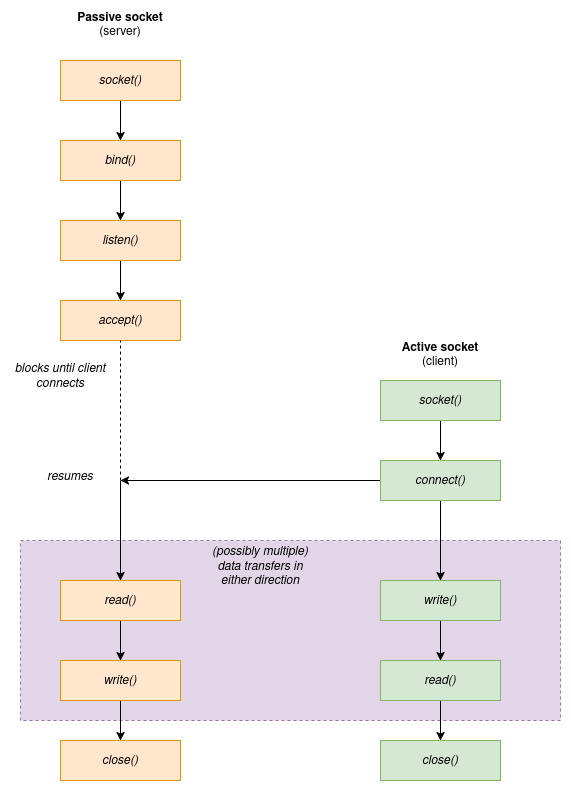 Passive socket
(server)
socket()
bind()
listen()
accept()
blocks until client
connects
Active socket
(client)
socket()
connect()
resumes
(possibly multiple)
data transfers in
either direction
read()
write()
write()
read()
close()
close()